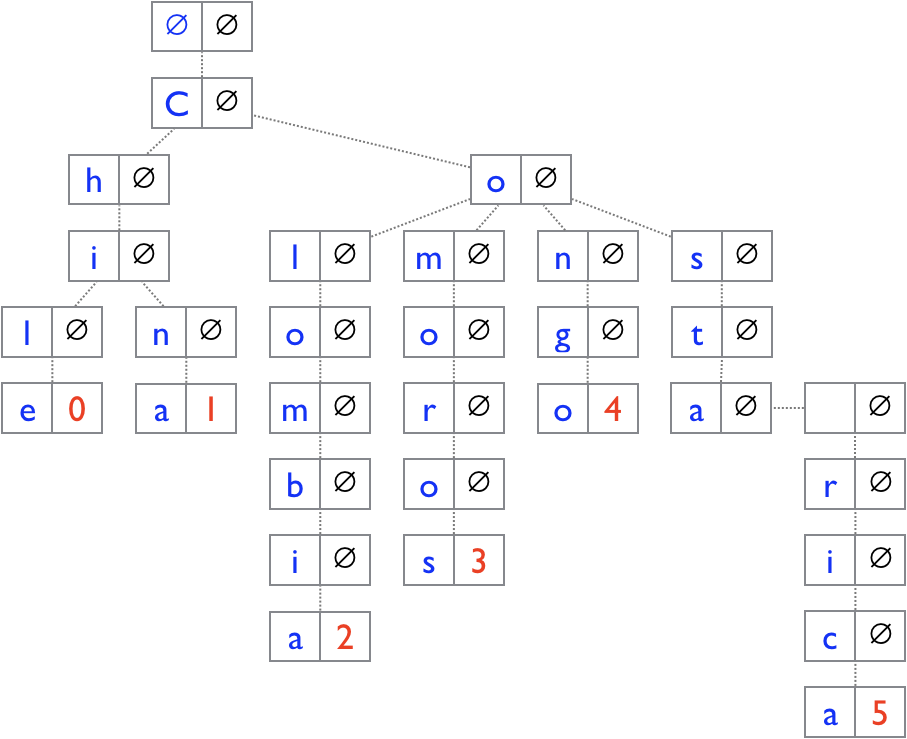 ∅ ∅
C ∅
h ∅ o ∅
i ∅ l ∅ m ∅ n ∅ s ∅
l ∅ n ∅ o ∅ o ∅ g ∅ t ∅
e 0 a 1 m ∅ r ∅ o 4 a ∅ ∅
b ∅ o ∅ r ∅
i ∅ s 3 i ∅
a 2 c ∅
a 5